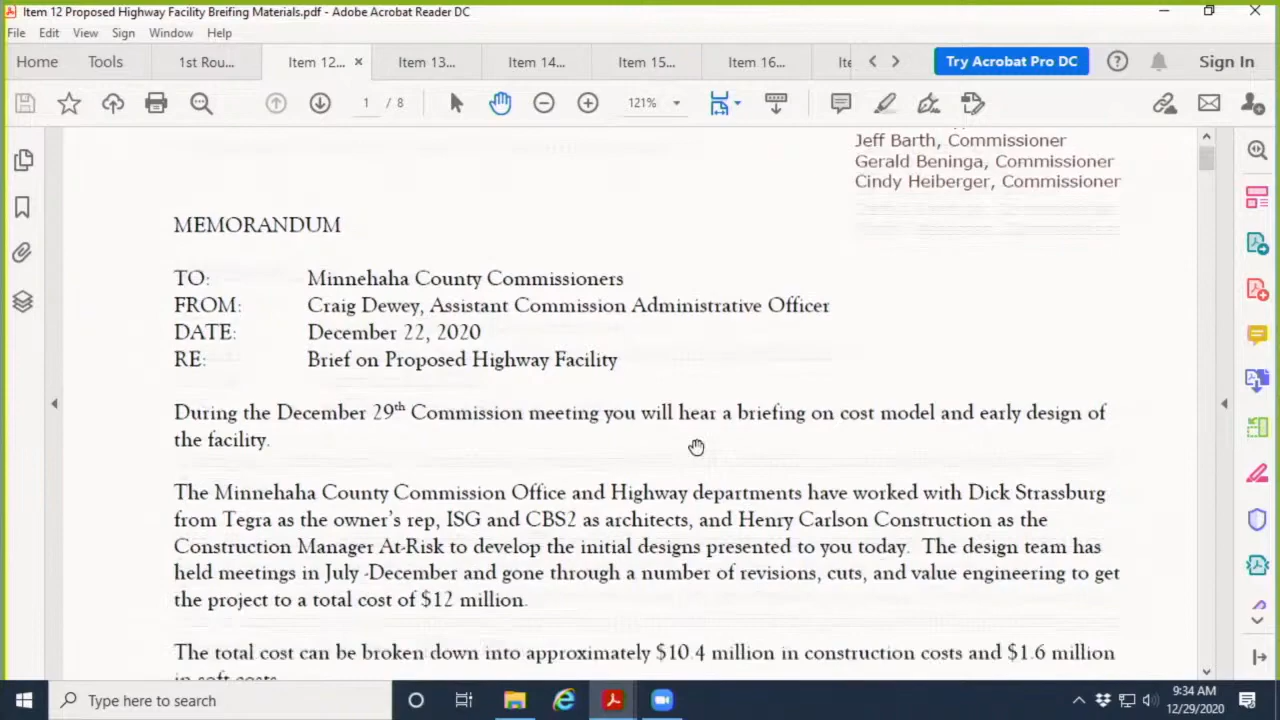 Item 12 Proposed Highway Facility Breifing Materials.pdf - Adobe Acrobat Reader DC
File Edit View Sign Window Help
Home Tools 1st Rou... Item 12... Item 13... Item 14... Item 15... Item 16... Ite Try Acrobat Pro DC Sign In
1 / 8 121%
Jeff Barth, Commissioner
Gerald Beninga, Commissioner
Cindy Heiberger, Commissioner
MEMORANDUM
TO: Minnehaha County Commissioners
FROM: Craig Dewey, Assistant Commission Administrative Officer
DATE: December 22, 2020
RE: Brief on Proposed Highway Facility
During the December 29th Commission meeting you will hear a briefing on cost model and early design of
the facility.
The Minnehaha County Commission Office and Highway departments have worked with Dick Strassburg
from Tegra as the owner's rep, ISG and CBS2 as architects, and Henry Carlson Construction as the
Construction Manager At-Risk to develop the initial designs presented to you today. The design team has
held meetings in July -December and gone through a number of revisions, cuts, and value engineering to get
the project to a total cost of $12 million.
The total cost can be broken down into approximately $10.4 million in construction costs and $1.6 million
in soft costs
Type here to search
9:34 AM
12/29/2020